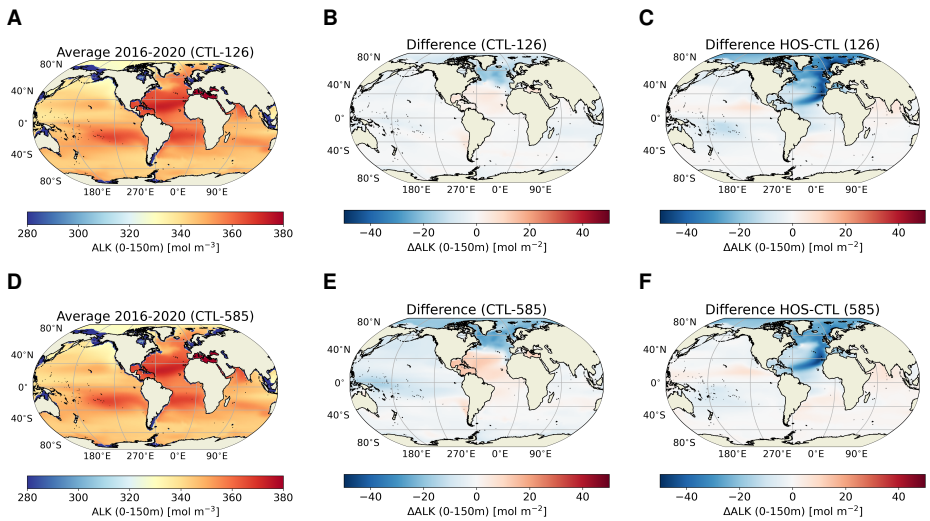 A
B
C
Average 2016-2020 (CTL-126)
Difference (CTL-126)
Difference HOS-CTL (126)
80°N
40°N
0°
40°S
80°S
180°E 270°E 0°E 90°E
80°N
40°N
0°
40°S
80°S
180°E 270°E 0°E 90°E
80°N
40°N
0°
40°S
80°S
180°E 270°E 0°E 90°E
280 300 320 340 360 380
ALK (0-150m) [mol m⁻³]
−40 −20 0 20 40
ΔALK (0-150m) [mol m⁻²]
−40 −20 0 20 40
ΔALK (0-150m) [mol m⁻²]
D
E
F
Average 2016-2020 (CTL-585)
Difference (CTL-585)
Difference HOS-CTL (585)
80°N
40°N
0°
40°S
80°S
180°E 270°E 0°E 90°E
80°N
40°N
0°
40°S
80°S
180°E 270°E 0°E 90°E
80°N
40°N
0°
40°S
80°S
180°E 270°E 0°E 90°E
280 300 320 340 360 380
ALK (0-150m) [mol m⁻³]
−40 −20 0 20 40
ΔALK (0-150m) [mol m⁻²]
−40 −20 0 20 40
ΔALK (0-150m) [mol m⁻²]